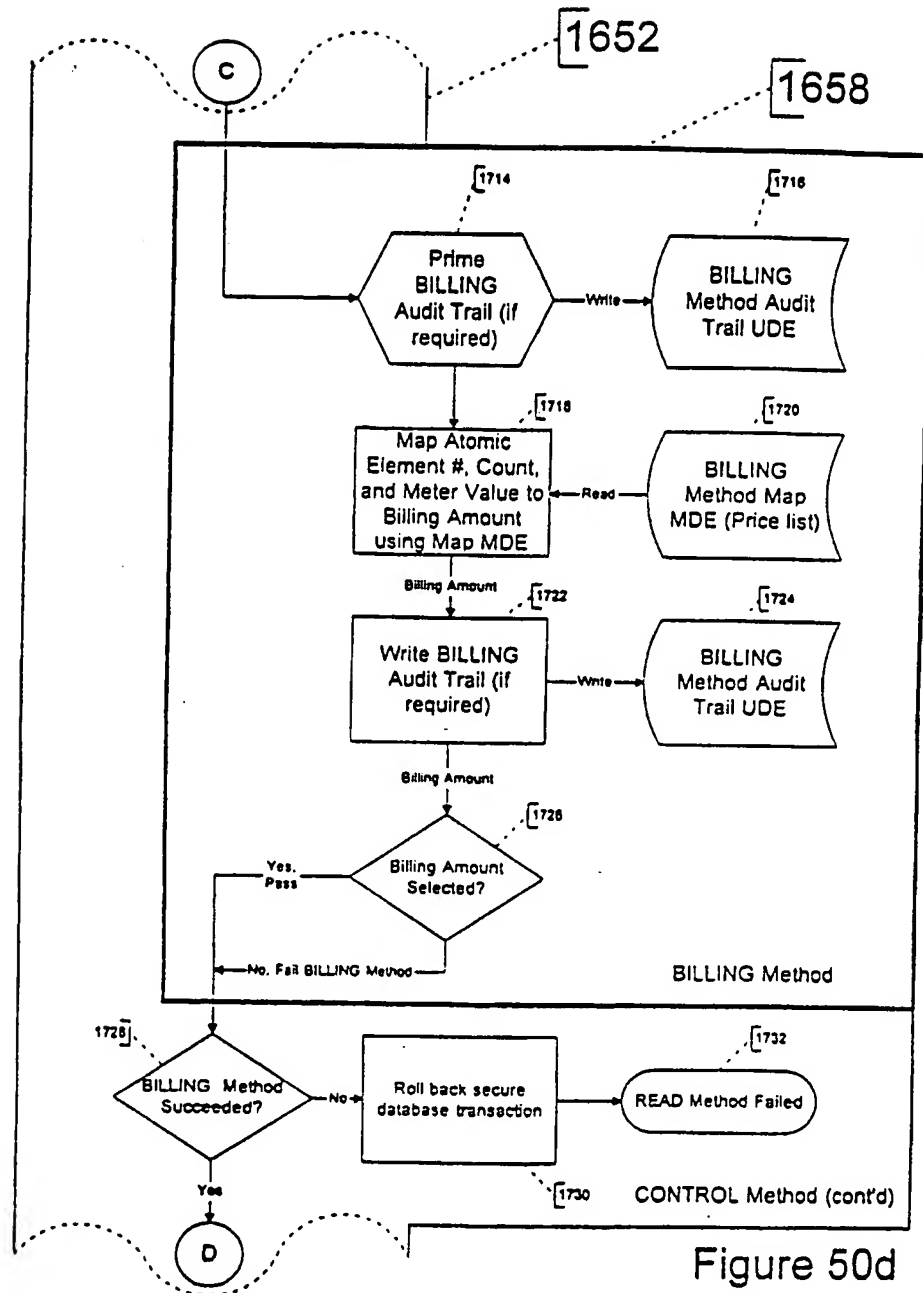 1652
C
1658
1714
1716
Prime
BILLING
Audit Trail (if
required)
Write
BILLING
Method Audit
Trail UDE
1718
1720
Map Atomic
Element #, Count,
and Meter Value to
Billing Amount
using Map MDE
Read
BILLING
Method Map
MDE (Price list)
Billing Amount
1722
1724
Write BILLING
Audit Trail (if
required)
Write
BILLING
Method Audit
Trail UDE
Billing Amount
1726
Yes,
Pass
Billing Amount
Selected?
No, Fail BILLING Method
BILLING Method
1728
1732
BILLING Method
Succeeded?
No
Roll back secure
database transaction
READ Method Failed
Yes
1730
CONTROL Method (cont'd)
D
Figure 50d